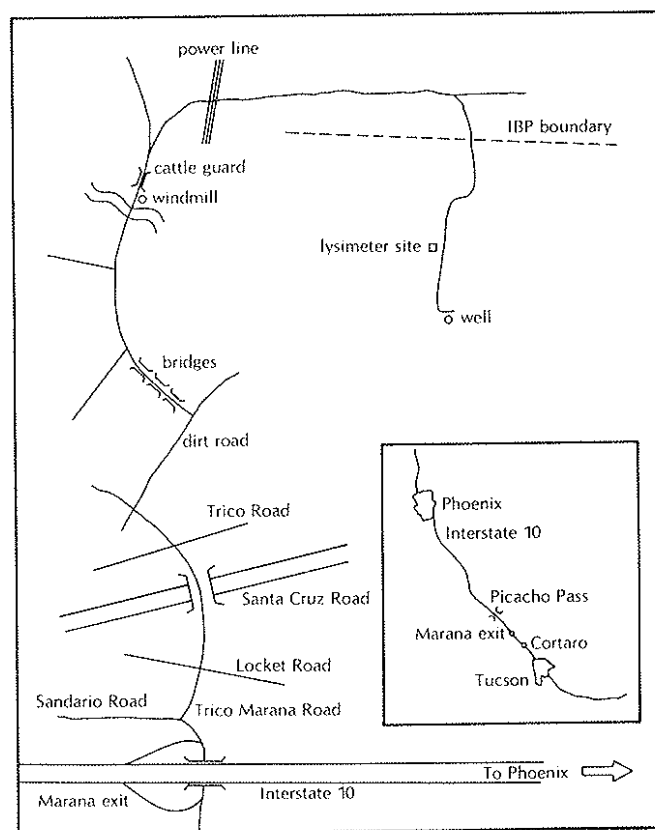 power line
IBP boundary
cattle guard
windmill
lysimeter site
well
bridges
dirt road
Trico Road
Santa Cruz Road
Locket Road
Sandario Road
Trico Marana Road
Marana exit
Interstate 10
To Phoenix
Phoenix
Interstate 10
Picacho Pass
Marana exit
Cortaro
Tucson